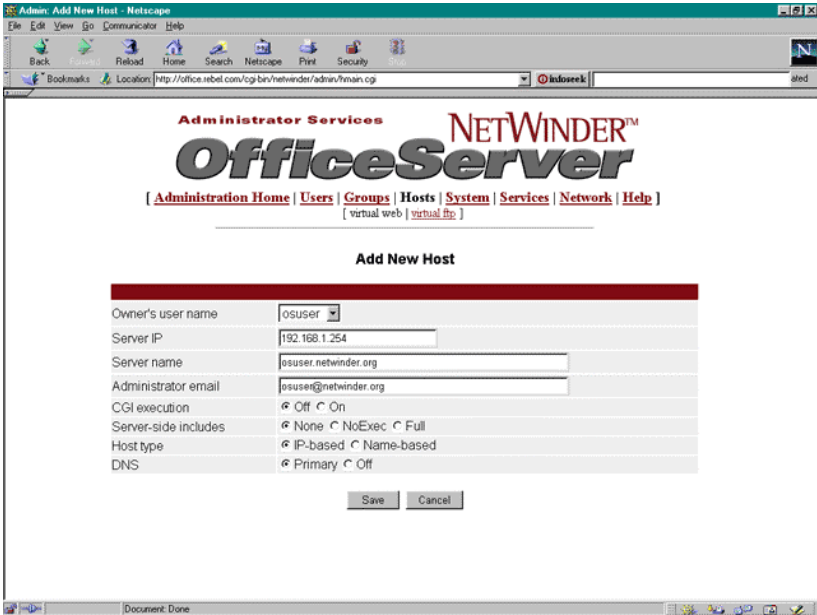 Admin: Add New Host - Netscape
File Edit View Go Communicator Help
Back Forward Reload Home Search Netscape Print Security Stop
Bookmarks Location: http://office.rebel.com/cgi-bin/netwinder/admin/hmain.cgi infoseek ated
Administrator Services
NETWINDER™
OfficeServer
[ Administration Home | Users | Groups | Hosts | System | Services | Network | Help ]
[ virtual web | virtual ftp ]
Add New Host
Owner's user name osuser
Server IP 192.168.1.254
Server name osuser.netwinder.org
Administrator email osuser@netwinder.org
CGI execution Off On
Server-side includes None NoExec Full
Host type IP-based Name-based
DNS Primary Off
Save Cancel
Document: Done